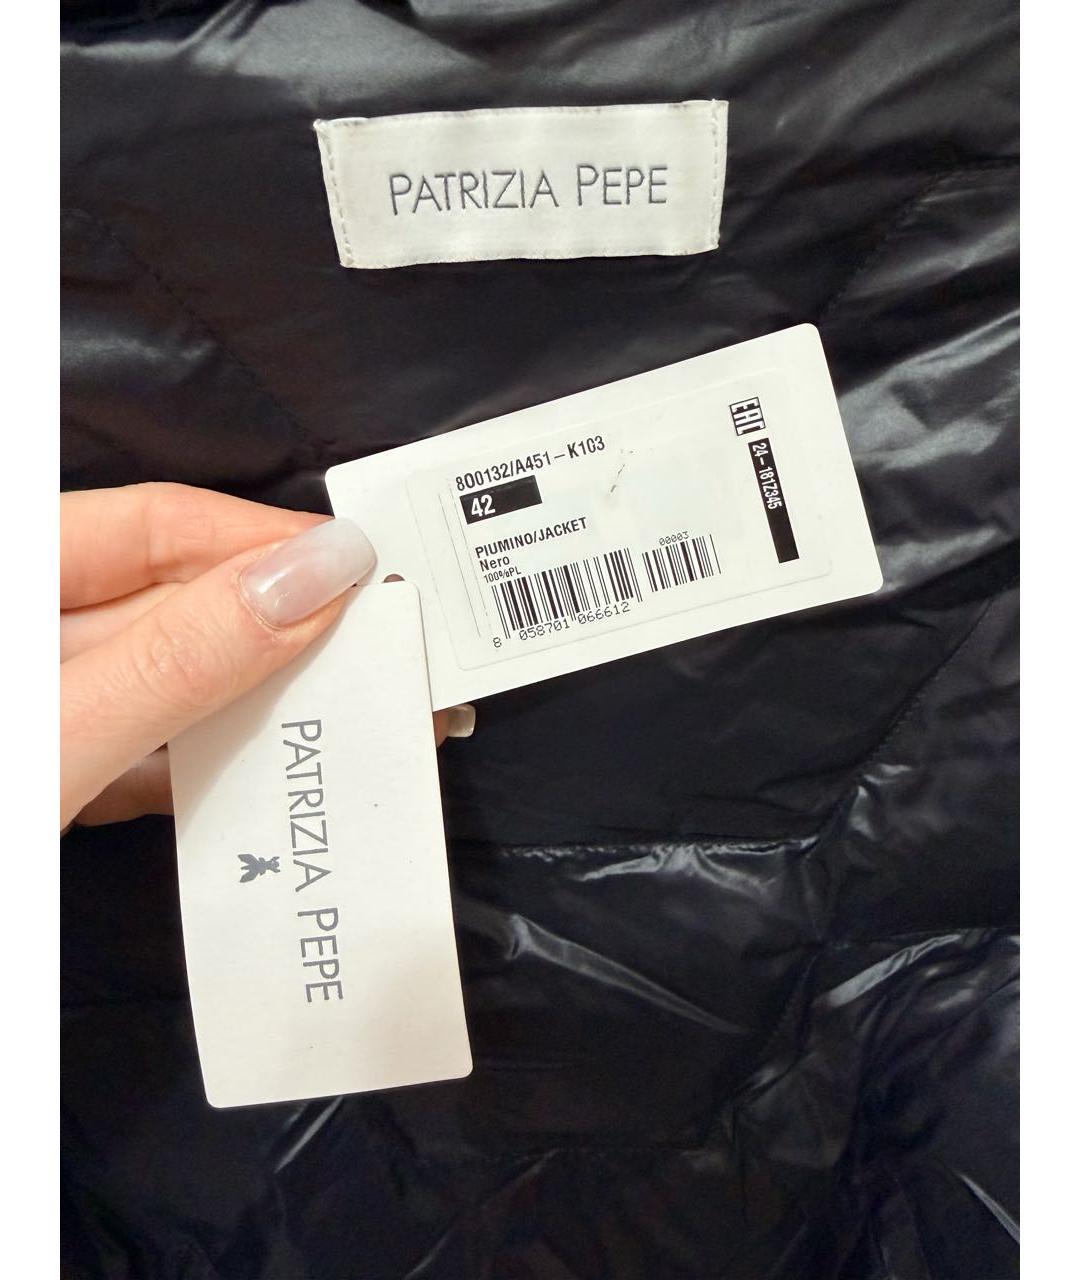 PATRIZIA PEPE
8O0132/A451-K103
42
PIUMINO/JACKET
Nero
100%PL
00003
8 058701 066612
EAC
24-181Z345
PATRIZIA PEPE